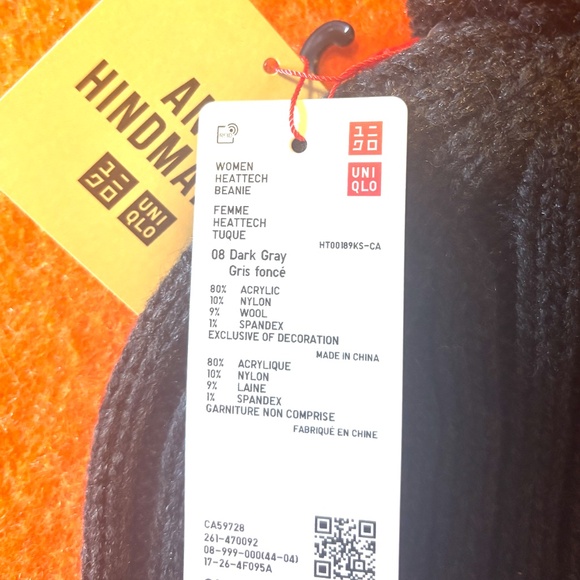 HINDMA
ユニ
クロ
UNI
QLO
ユニ
クロ
UNI
QLO
WOMEN
HEATTECH
BEANIE
FEMME
HEATTECH
TUQUE
HT00189KS-CA
08 Dark Gray
Gris foncé
80% ACRYLIC
10% NYLON
9% WOOL
1% SPANDEX
EXCLUSIVE OF DECORATION
MADE IN CHINA
80% ACRYLIQUE
10% NYLON
9% LAINE
1% SPANDEX
GARNITURE NON COMPRISE
FABRIQUÉ EN CHINE
CA59728
261-470092
08-999-000(44-04)
17-26-4F095A